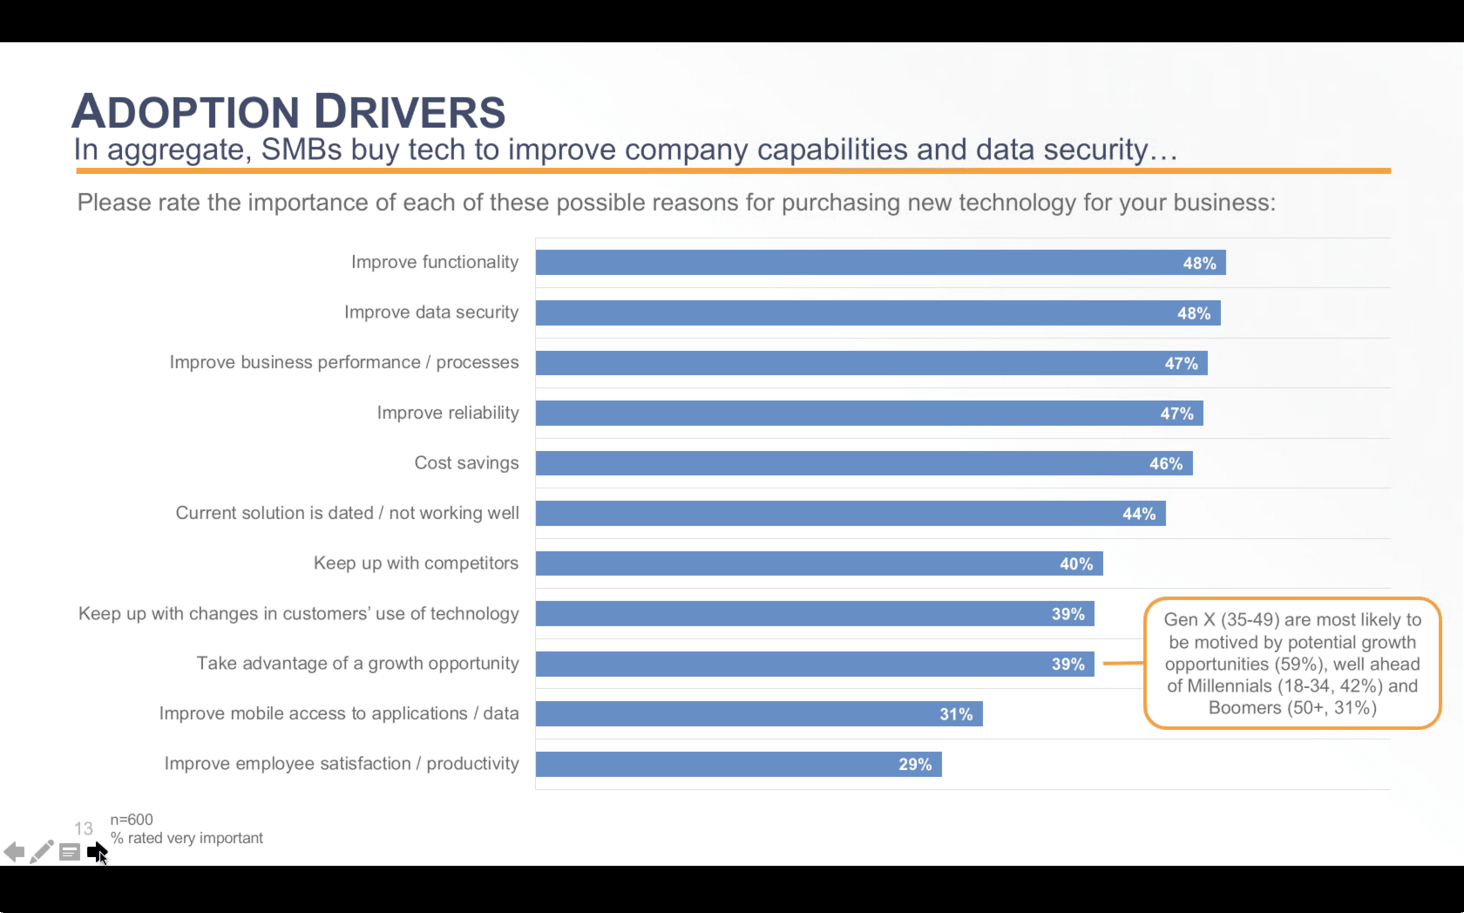 ADOPTION DRIVERS
In aggregate, SMBs buy tech to improve company capabilities and data security…
Please rate the importance of each of these possible reasons for purchasing new technology for your business:
Improve functionality 48%
Improve data security 48%
Improve business performance / processes 47%
Improve reliability 47%
Cost savings 46%
Current solution is dated / not working well 44%
Keep up with competitors 40%
Keep up with changes in customers’ use of technology 39%
Take advantage of a growth opportunity 39%
Improve mobile access to applications / data 31%
Improve employee satisfaction / productivity 29%
Gen X (35-49) are most likely to
be motived by potential growth
opportunities (59%), well ahead
of Millennials (18-34, 42%) and
Boomers (50+, 31%)
13
n=600
% rated very important